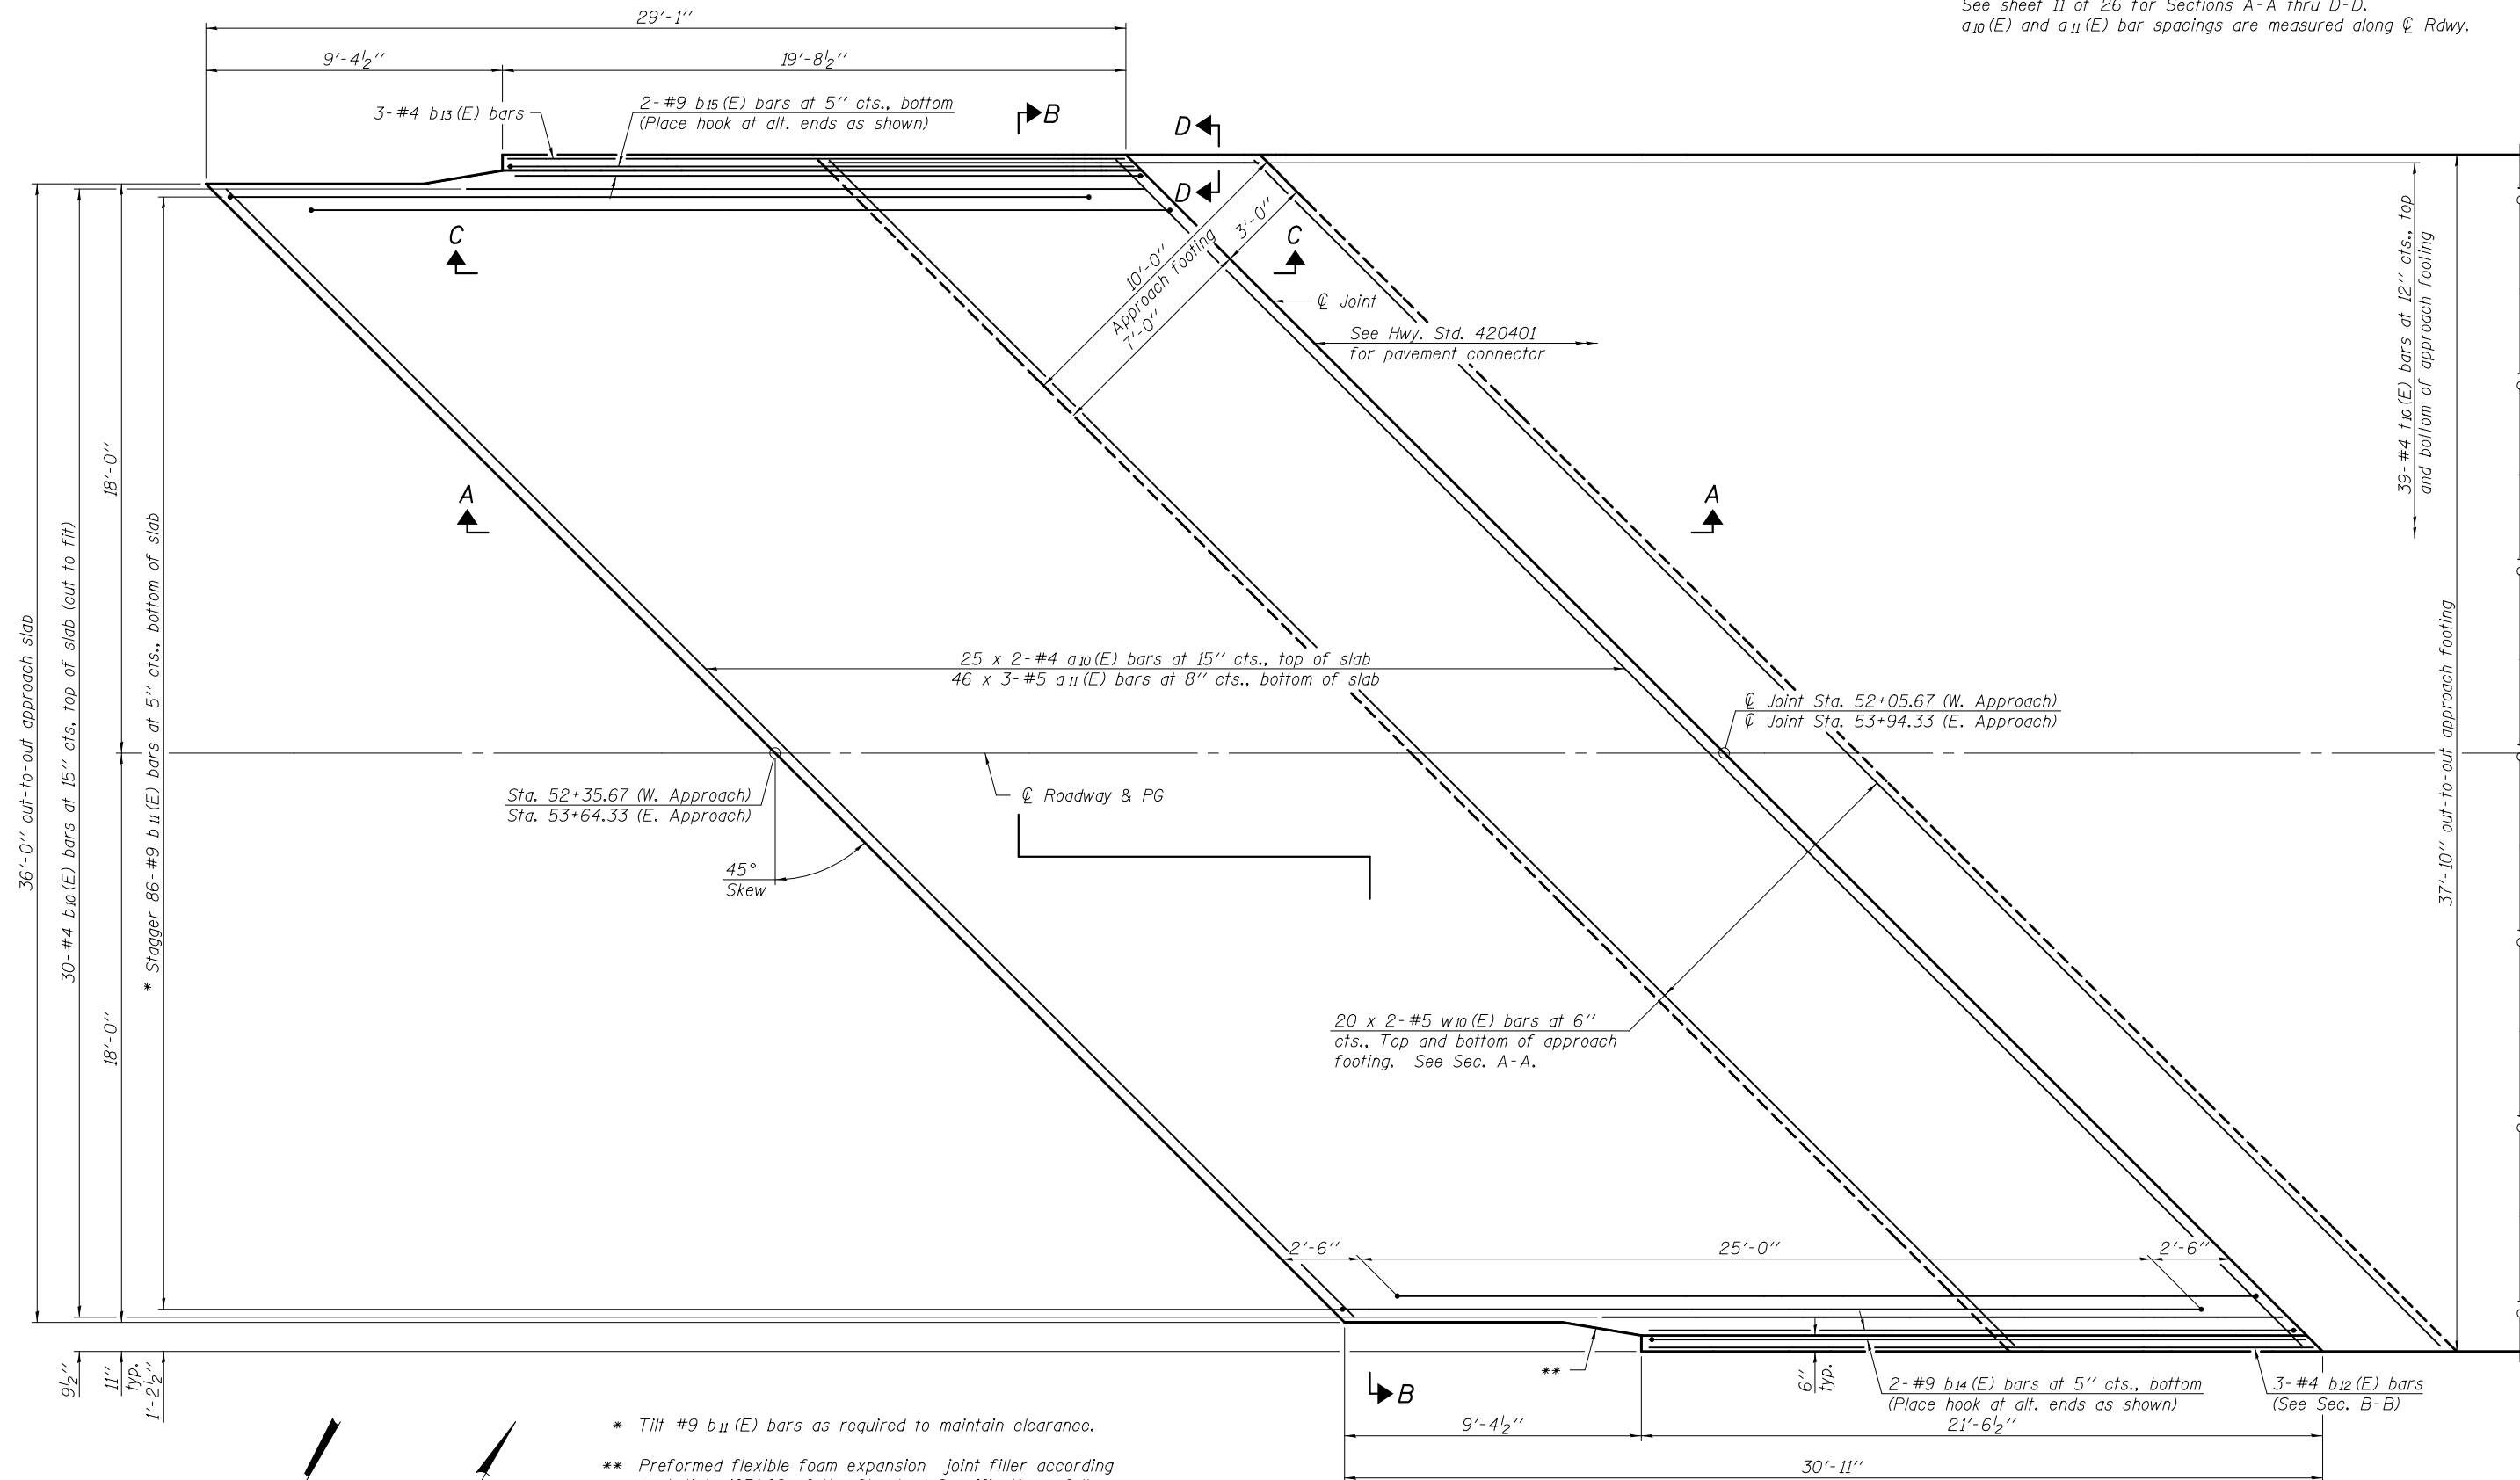 See sheet 11 of 26 for Sections A-A thru D-D.
a10(E) and a11(E) bar spacings are measured along ℄ Rdwy.
29'-1"
9'-4½"
19'-8½"
3-#4 b13(E) bars
2-#9 b15(E) bars at 5" cts., bottom
(Place hook at alt. ends as shown)
B
D
D
C
C
10'-0"
Approach footing
3'-0"
7'-0"
℄ Joint
See Hwy. Std. 420401
for pavement connector
39-#4 t10(E) bars at 12" cts., top
and bottom of approach footing
A
A
18'-0"
36'-0" out-to-out approach slab
30-#4 b10(E) bars at 15" cts. top of slab (cut to fit)
* Stagger 86-#9 b11(E) bars at 5" cts., bottom of slab
25 x 2-#4 a10(E) bars at 15" cts., top of slab
46 x 3-#5 a11(E) bars at 8" cts., bottom of slab
℄ Joint Sta. 52+05.67 (W. Approach)
℄ Joint Sta. 53+94.33 (E. Approach)
37'-10" out-to-out approach footing
Sta. 52+35.67 (W. Approach)
Sta. 53+64.33 (E. Approach)
℄ Roadway & PG
45°
Skew
18'-0"
20 x 2-#5 w10(E) bars at 6"
cts., Top and bottom of approach
footing. See Sec. A-A.
2'-6"
25'-0"
2'-6"
9½"
11"
typ.
1'-2½"
**
6"
typ.
B
2-#9 b14(E) bars at 5" cts., bottom
(Place hook at alt. ends as shown)
3-#4 b12(E) bars
(See Sec. B-B)
9'-4½"
21'-6½"
30'-11"
* Tilt #9 b11(E) bars as required to maintain clearance.
** Preformed flexible foam expansion joint filler according